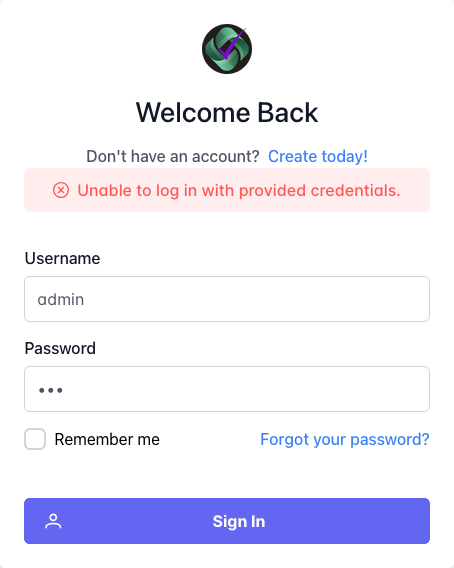 Welcome Back
Don't have an account? Create today!
Unable to log in with provided credentials.
Username
admin
Password
•••
Remember me Forgot your password?
Sign In